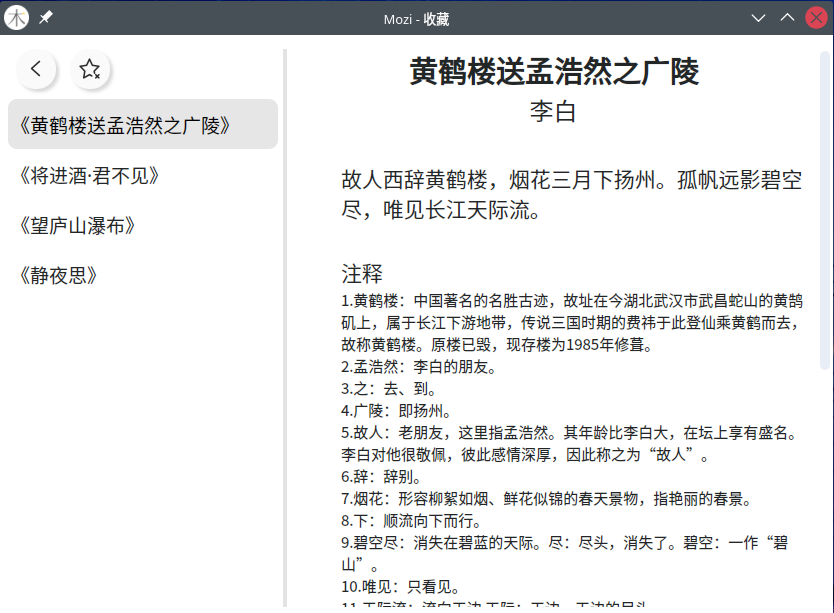 木
Mozi - 收藏
《黄鹤楼送孟浩然之广陵》
《将进酒·君不见》
《望庐山瀑布》
《静夜思》
黄鹤楼送孟浩然之广陵
李白
故人西辞黄鹤楼，烟花三月下扬州。孤帆远影碧空
尽，唯见长江天际流。
注释
1.黄鹤楼：中国著名的名胜古迹，故址在今湖北武汉市武昌蛇山的黄鹄
矶上，属于长江下游地带，传说三国时期的费祎于此登仙乘黄鹤而去，
故称黄鹤楼。原楼已毁，现存楼为1985年修葺。
2.孟浩然：李白的朋友。
3.之：去、到。
4.广陵：即扬州。
5.故人：老朋友，这里指孟浩然。其年龄比李白大，在坛上享有盛名。
李白对他很敬佩，彼此感情深厚，因此称之为“故人”。
6.辞：辞别。
7.烟花：形容柳絮如烟、鲜花似锦的春天景物，指艳丽的春景。
8.下：顺流向下而行。
9.碧空尽：消失在碧蓝的天际。尽：尽头，消失了。碧空：一作“碧
山”。
10.唯见：只看见。